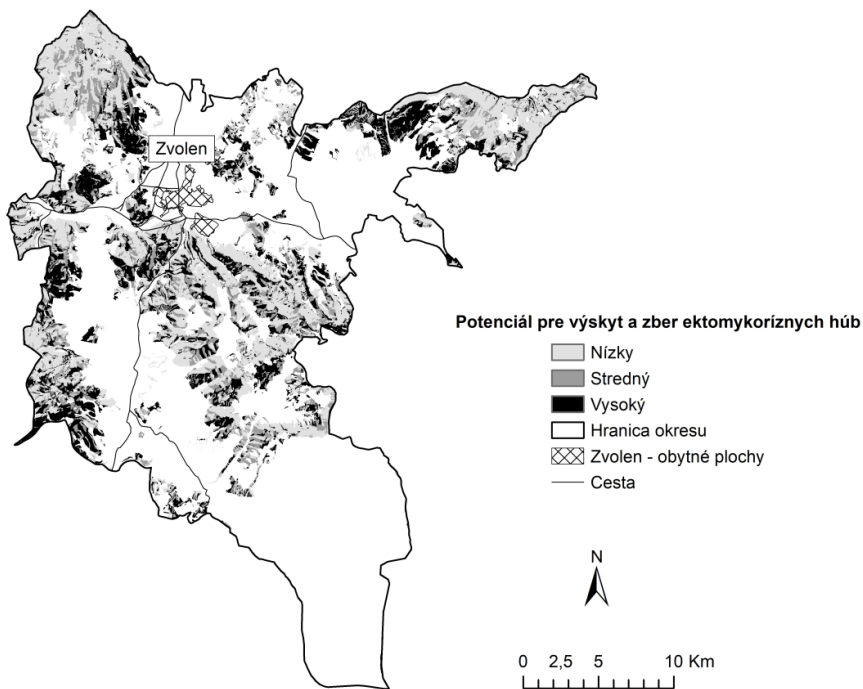 Zvolen
Potenciál pre výskyt a zber ektomykoríznych húb
Nízky
Stredný
Vysoký
Hranica okresu
Zvolen - obytné plochy
Cesta
N
0 2,5 5 10 Km